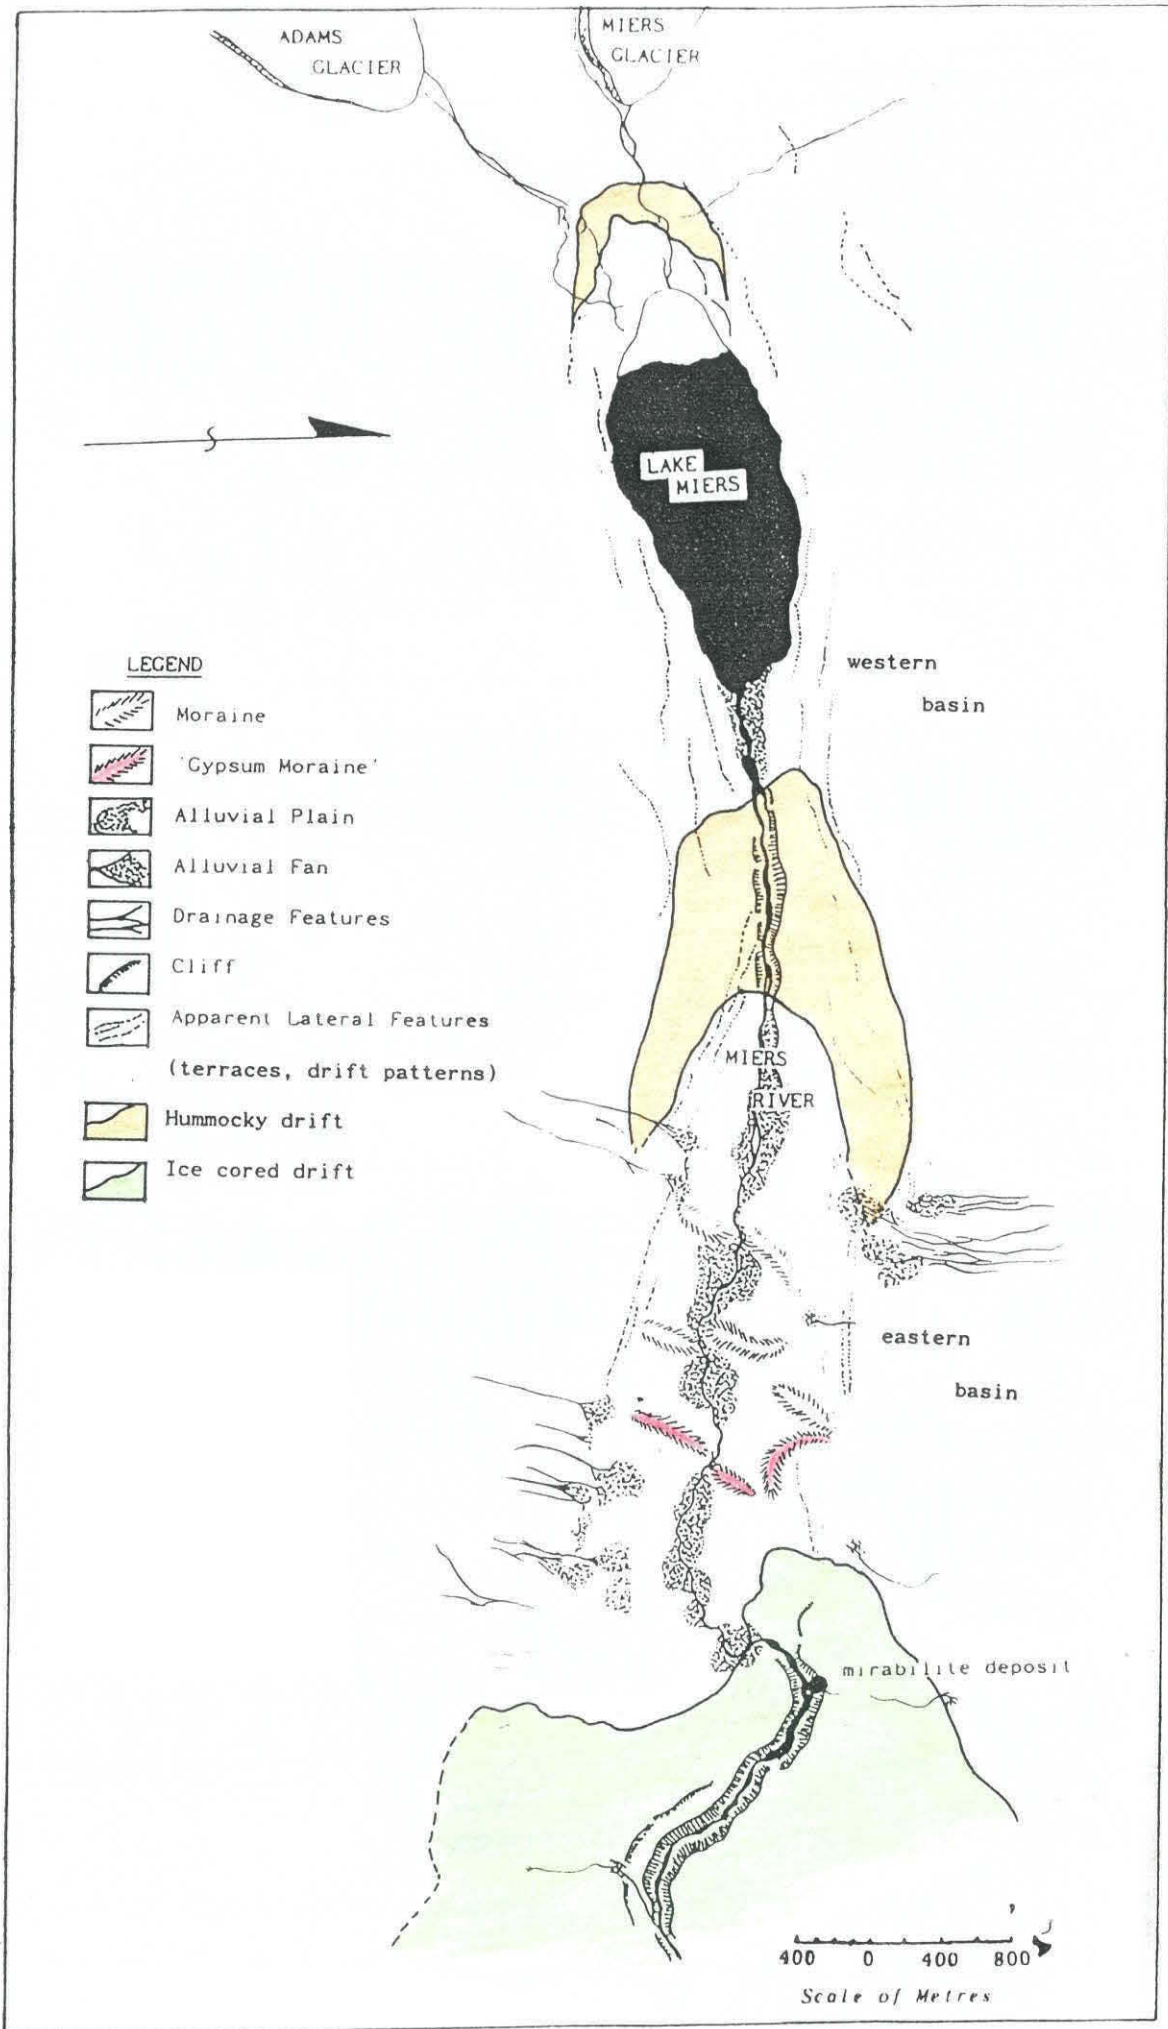 ADAMS
GLACIER
MIERS
GLACIER
LAKE
MIERS
western
basin
LEGEND
Moraine
'Gypsum Moraine'
Alluvial Plain
Alluvial Fan
Drainage Features
Cliff
Apparent Lateral Features
(terraces, drift patterns)
Hummocky drift
Ice cored drift
MIERS
RIVER
eastern
basin
mirabilite deposit
400 0 400 800
Scale of Metres